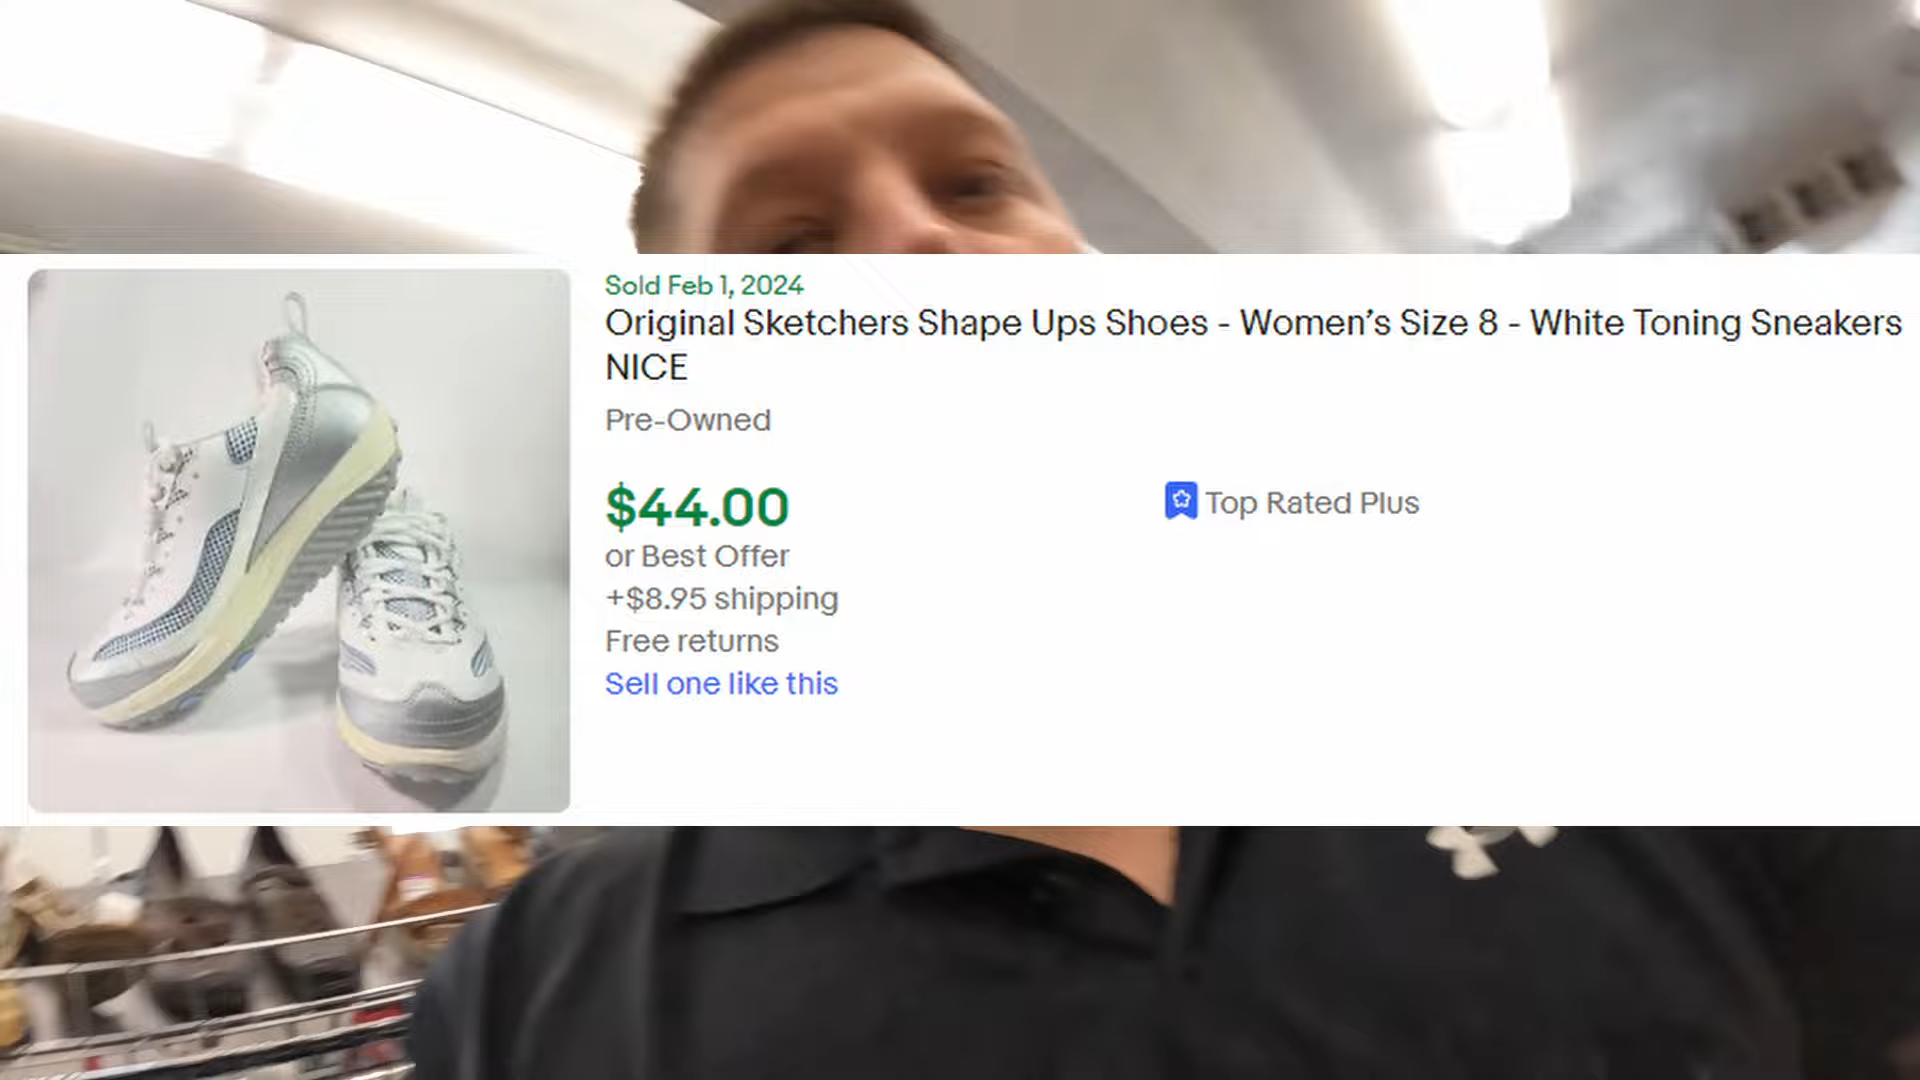 Sold Feb 1, 2024
Original Sketchers Shape Ups Shoes - Women's Size 8 - White Toning Sneakers
NICE
Pre-Owned
$44.00
or Best Offer
+$8.95 shipping
Free returns
Sell one like this
Top Rated Plus